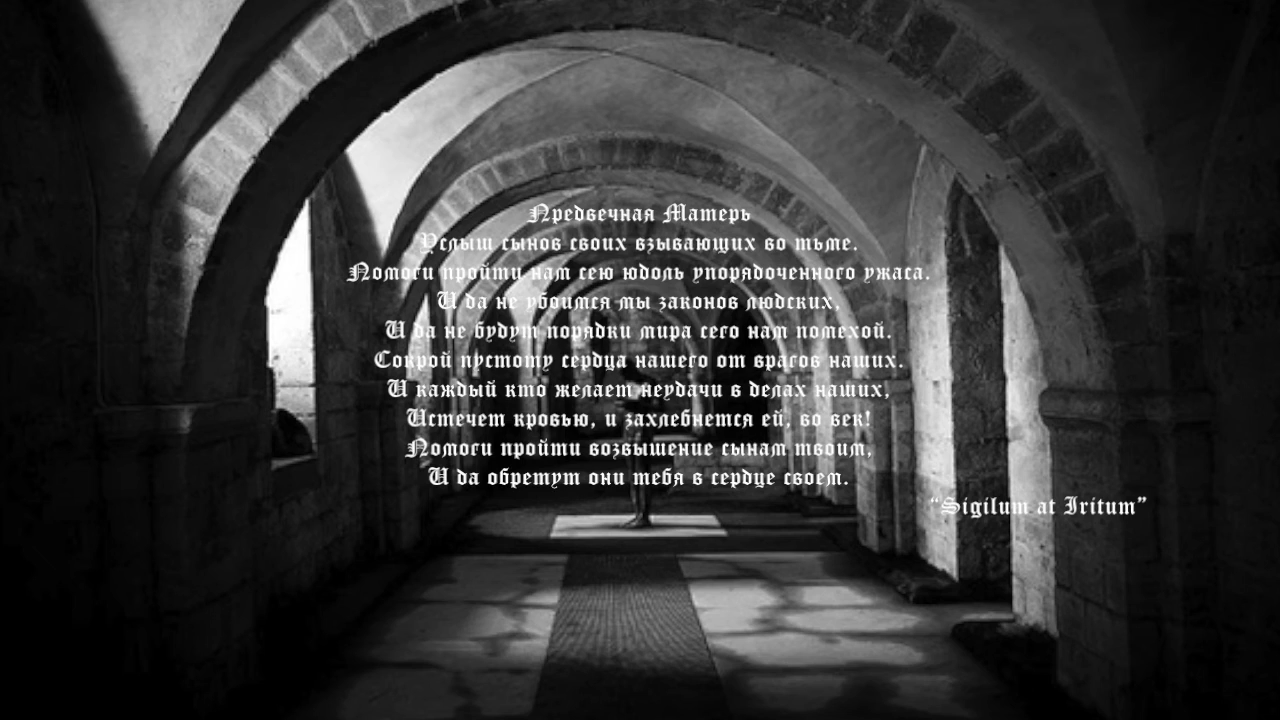 Предвечная Матерь
Услыш сынов своих взывающих во тьме.
Помоги пройти нам сею юдоль упорядоченного ужаса.
И да не убоимся мы законов людских,
И да не будут порядки мира сего нам помехой.
Сокрой пустоту сердца нашего от врагов наших.
И каждый кто желает неудачи в делах наших,
Истечет кровью, и захлебнется ей, во век!
Помоги пройти возвышение сынам твоим,
И да обретут они тебя в сердце своем.
“Sigilum at Iritum”